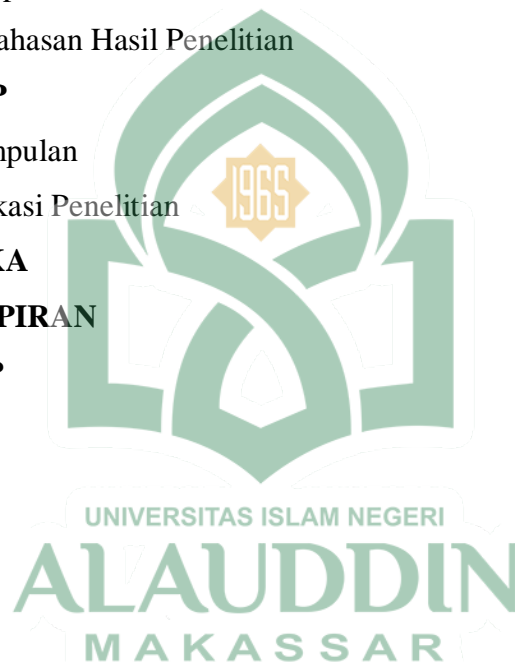 ahasan Hasil Penelitian
P
npulan
kasi Penelitian
KA
PIRAN
P
1965
UNIVERSITAS ISLAM NEGERI
ALAUDDIN
MAKASSAR